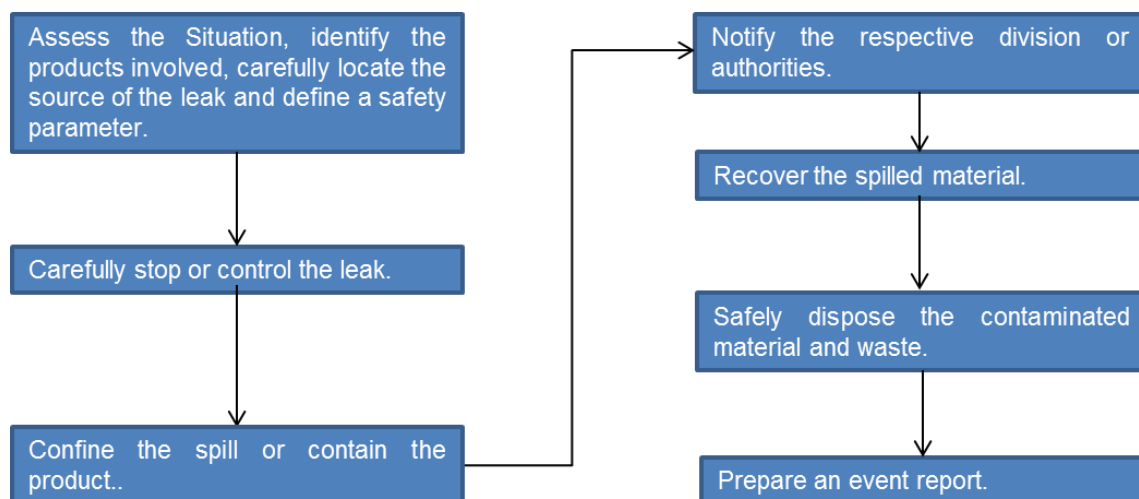 Assess the Situation, identify the
products involved, carefully locate the
source of the leak and define a safety
parameter.
Carefully stop or control the leak.
Confine the spill or contain the
product..
Notify the respective division or
authorities.
Recover the spilled material.
Safely dispose the contaminated
material and waste.
Prepare an event report.